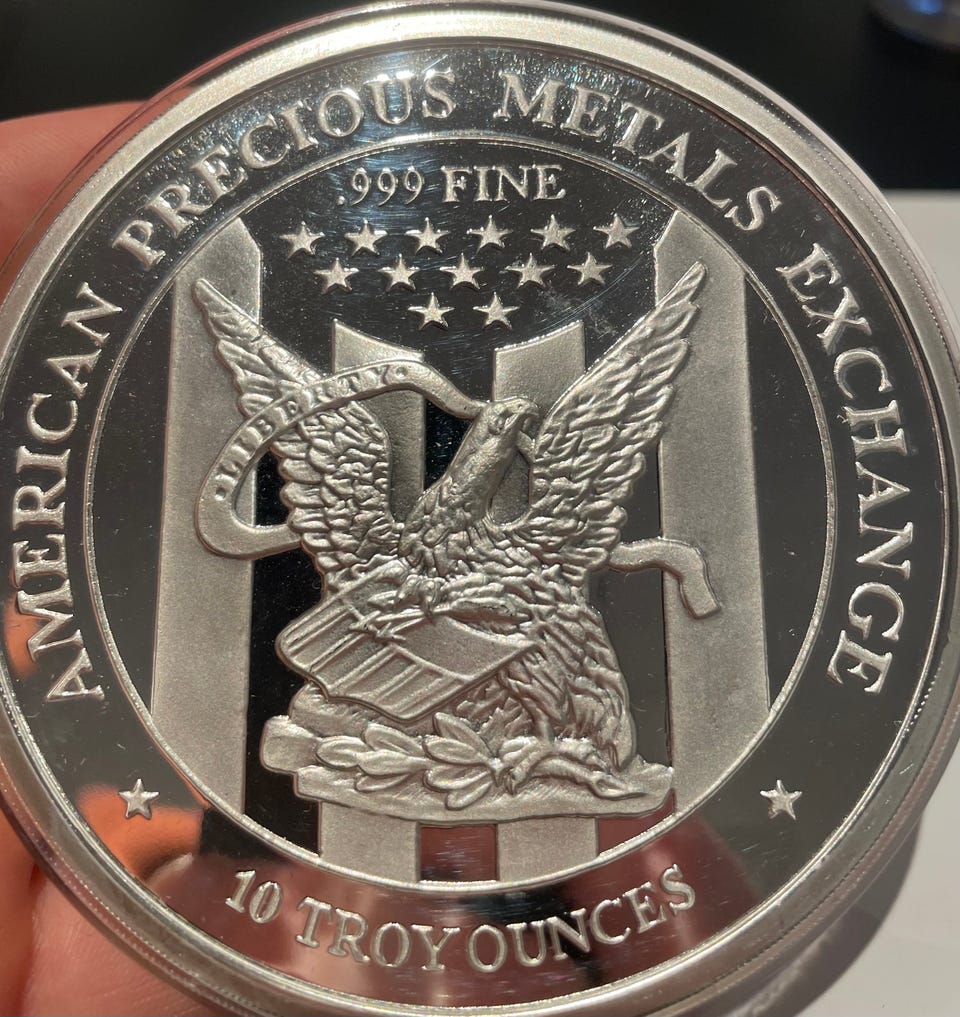 AMERICAN PRECIOUS METALS EXCHANGE
.999 FINE
·LIBERTY·
10 TROY OUNCES